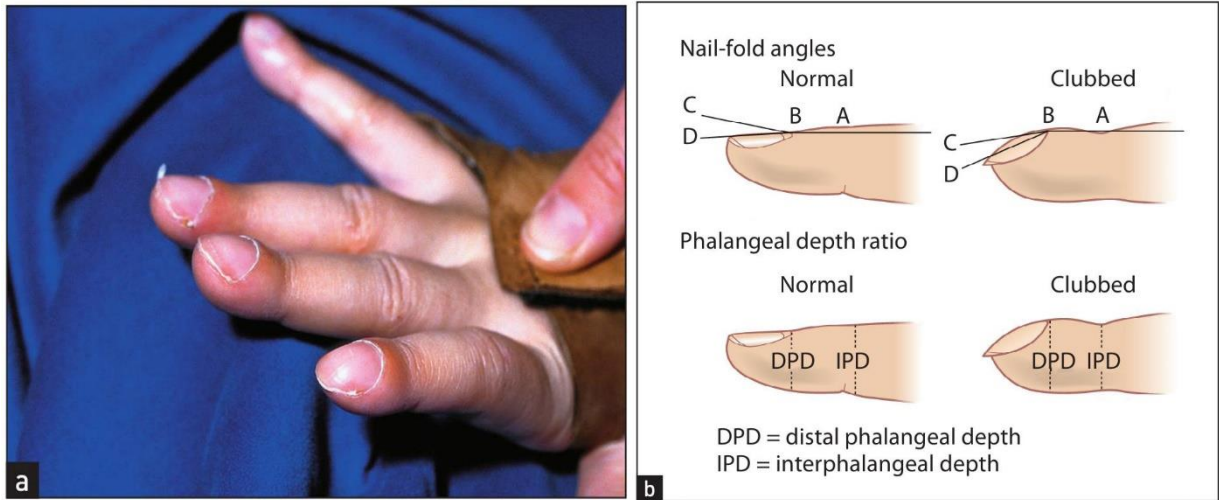 a
Nail-fold angles
Normal
Clubbed
C
B
A
D
B
A
C
D
Phalangeal depth ratio
Normal
Clubbed
DPD
IPD
DPD
IPD
DPD = distal phalangeal depth
IPD = interphalangeal depth
b